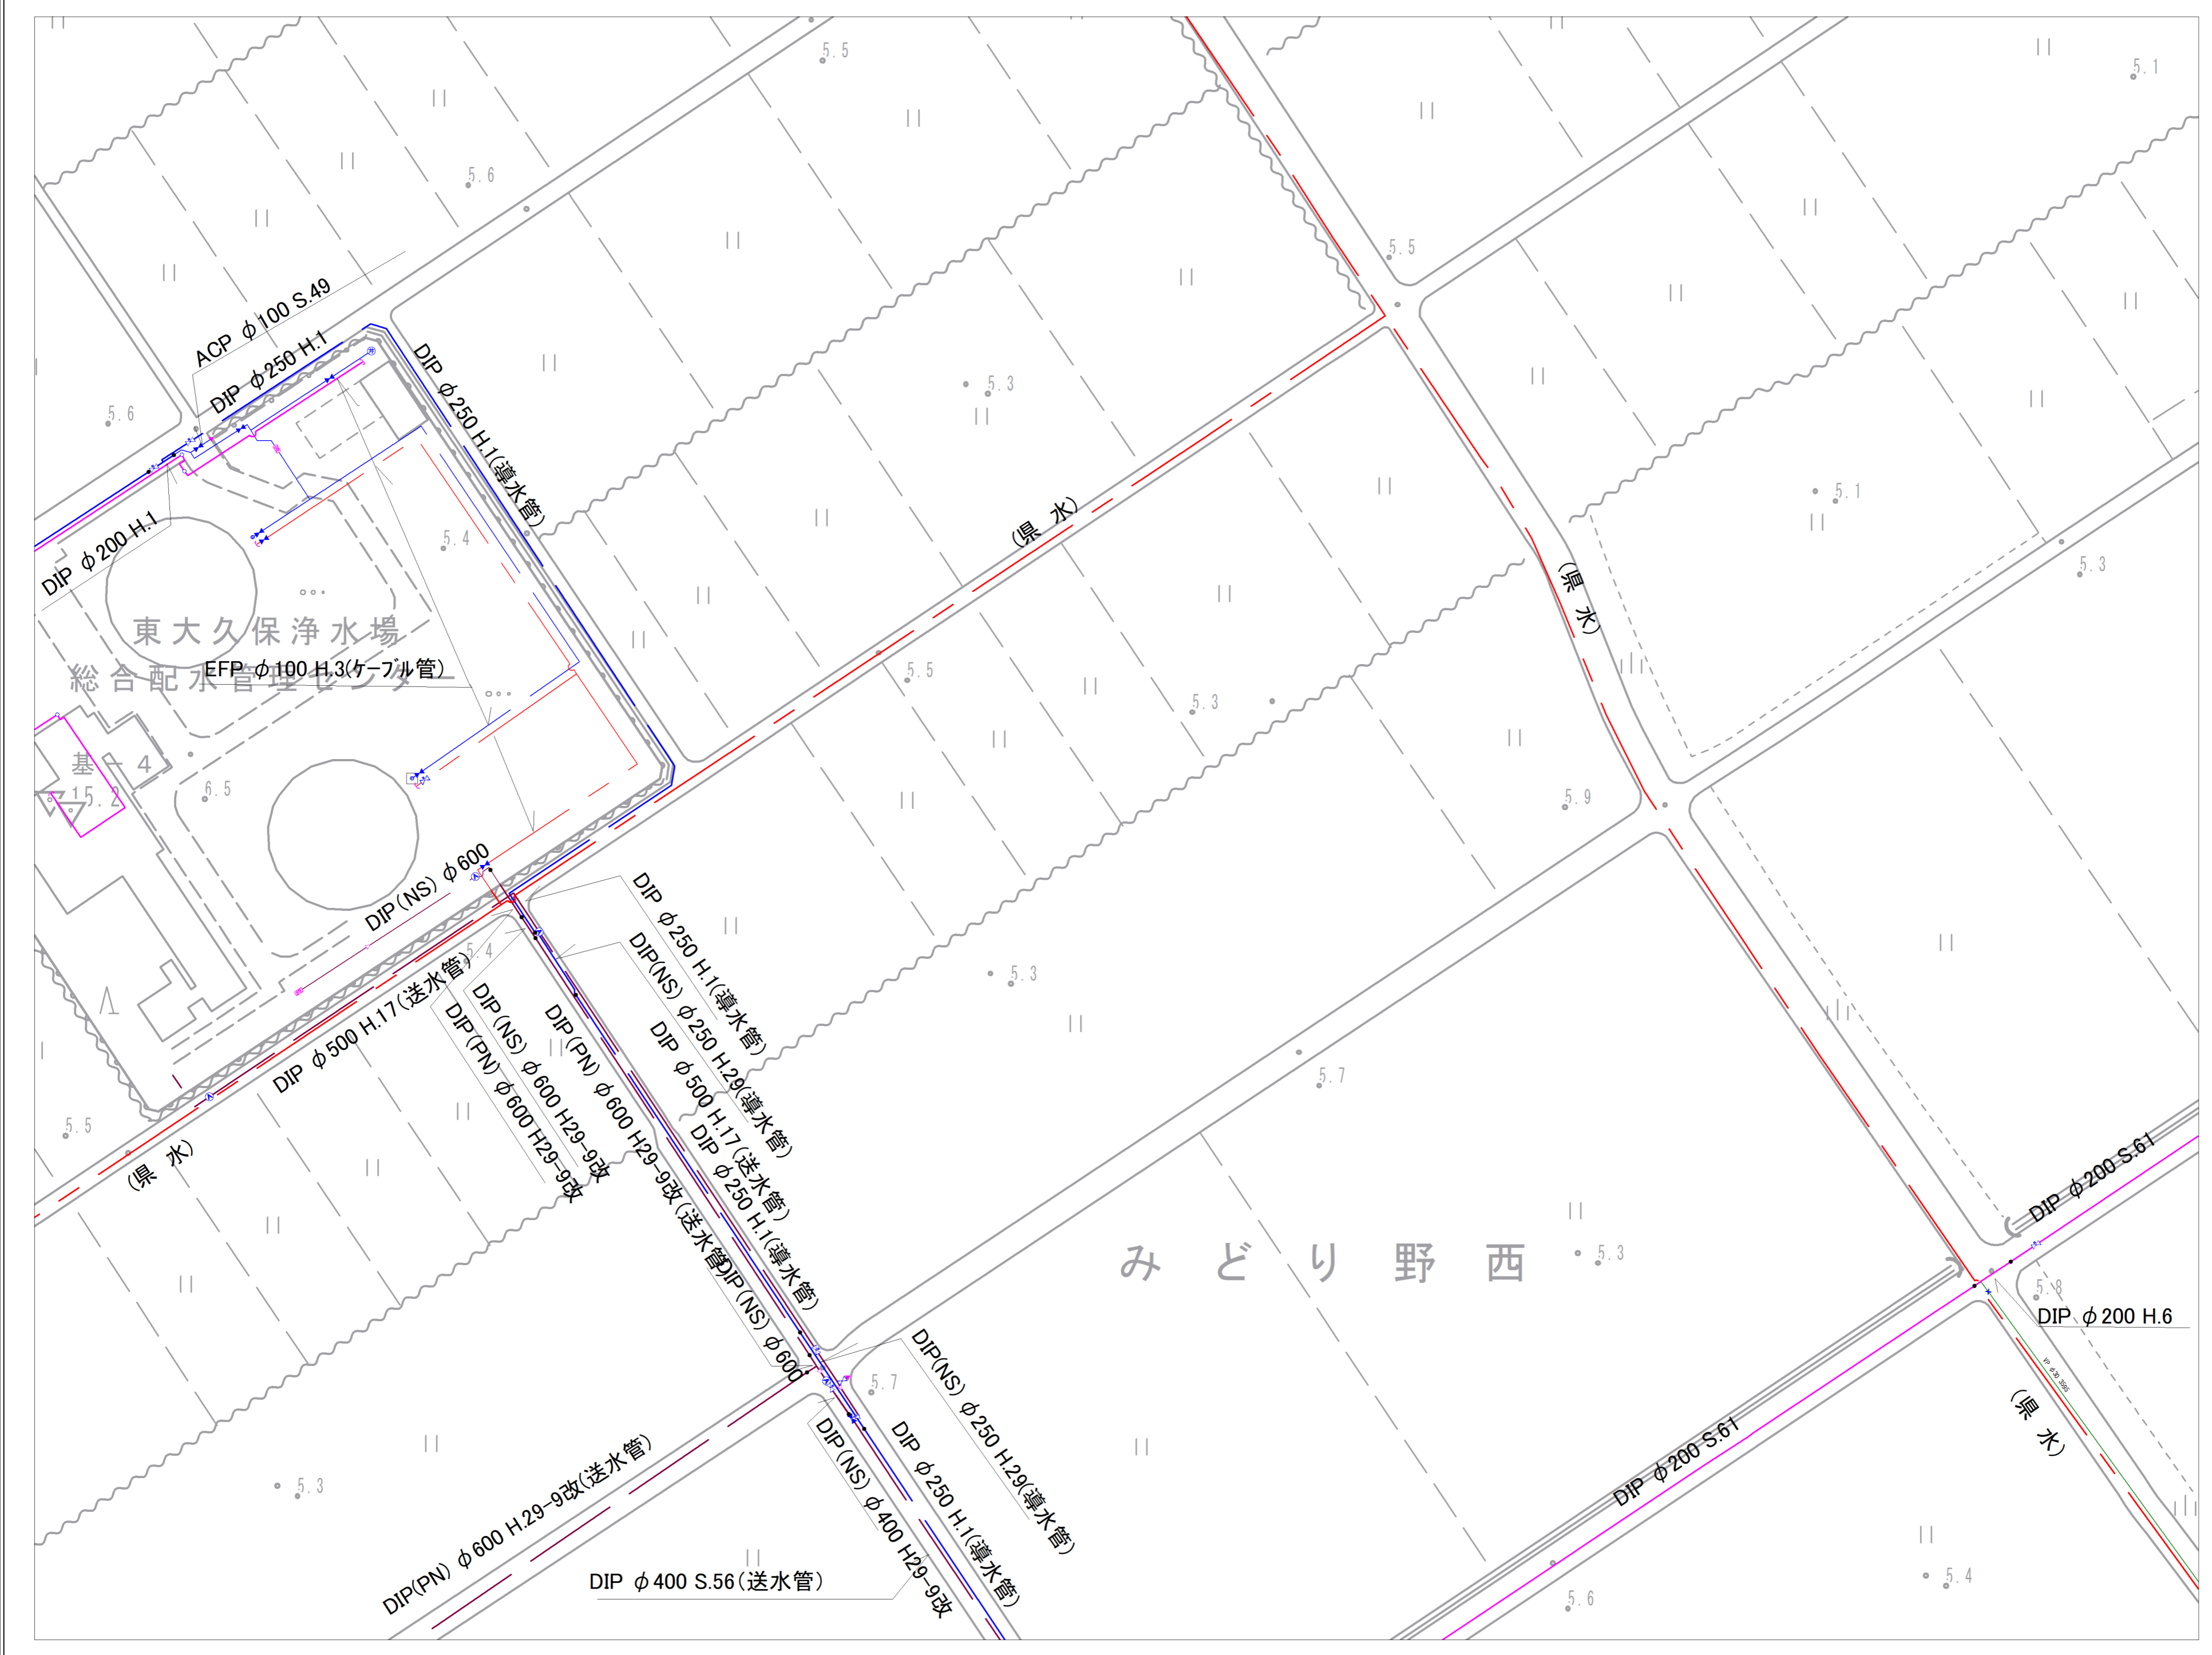 5.5
5.1
5.6
5.5
ACP φ100 S.49
DIP φ250 H.1
DIP φ250 H.1(導水管)
5.3
5.6
5.1
(県 水)
5.4
5.3
DIP φ200 H.1
(県 水)
東大久保浄水場
総合配水管理センター
EFP φ100 H.3(ケーブル管)
5.5
5.3
基-4
15.2
6.5
5.9
DIP(NS) φ600
5.4
DIP φ250 H.1(導水管)
DIP(NS) φ250 H.29(導水管)
5.3
DIP φ500 H.17(送水管)
DIP(NS) φ600 H29-9改
DIP(PN) φ600 H29-9改
DIP(PN) φ600 H29-9改(送水管)
DIP φ500 H.17(送水管)
DIP φ250 H.1(導水管)
5.7
5.5
(県 水)
DIP φ200 S.61
みどり野西
5.3
5.8
DIP φ200 H.6
DIP(NS) φ600
DIP(NS) φ250 H.29(導水管)
5.7
(県 水)
DIP φ200 S.61
DIP φ250 H.1(導水管)
DIP(NS) φ400 H29-9改
5.3
DIP(PN) φ600 H.29-9改(送水管)
DIP φ400 S.56(送水管)
5.6
5.4